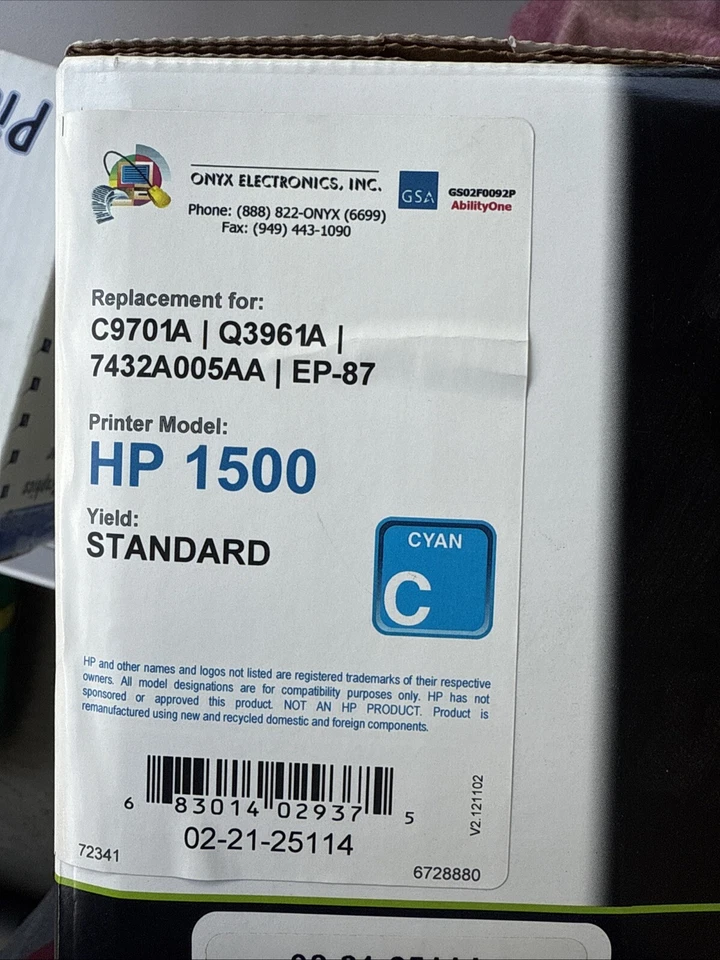 ONYX ELECTRONICS, INC.
Phone: (888) 822-ONYX (6699)
Fax: (949) 443-1090
GSA
GS02F0092P
AbilityOne
Replacement for:
C9701A | Q3961A |
7432A005AA | EP-87
Printer Model:
HP 1500
Yield:
STANDARD
CYAN
C
HP and other names and logos not listed are registered trademarks of their respective
owners. All model designations are for compatibility purposes only. HP has not
sponsored or approved this product. NOT AN HP PRODUCT. Product is
remanufactured using new and recycled domestic and foreign components.
6 83014 02937 5
02-21-25114
V2.121102
72341
6728880